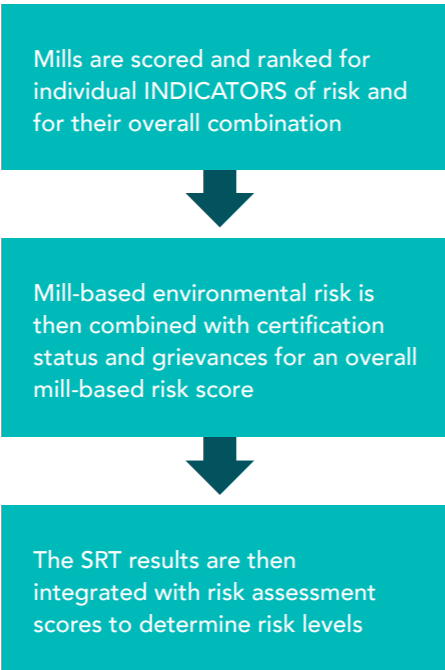 Mills are scored and ranked for
individual INDICATORS of risk and
for their overall combination
Mill-based environmental risk is
then combined with certification
status and grievances for an overall
mill-based risk score
The SRT results are then
integrated with risk assessment
scores to determine risk levels